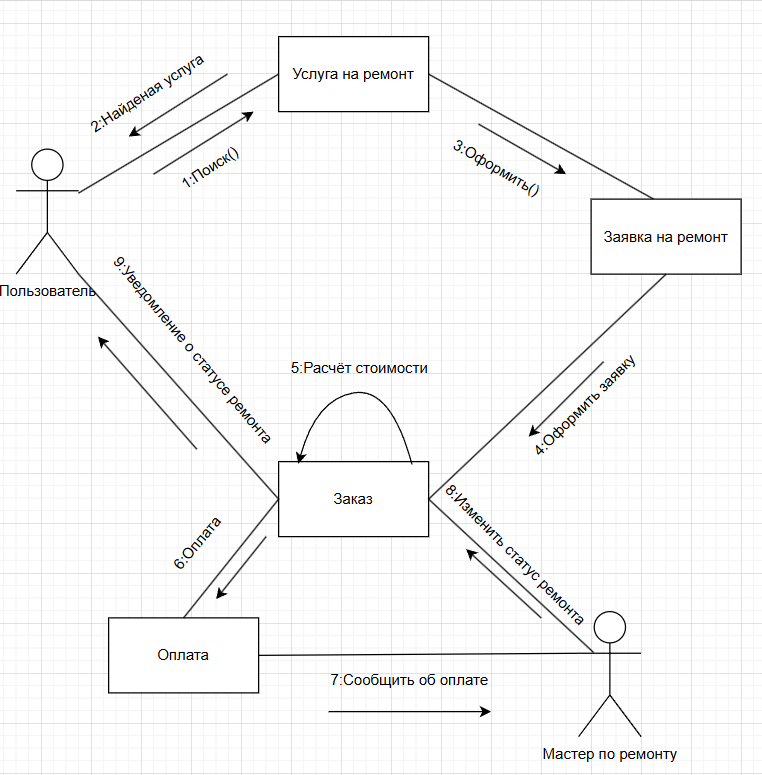 Услуга на ремонт
2:Найденая услуга
1:Поиск()
3:Оформить()
Заявка на ремонт
Пользователь
9:Уведомление о статусе ремонта
5:Расчёт стоимости
4:Оформить заявку
Заказ
8:Изменить статус ремонта
6:Оплата
Оплата
7:Сообщить об оплате
Мастер по ремонту